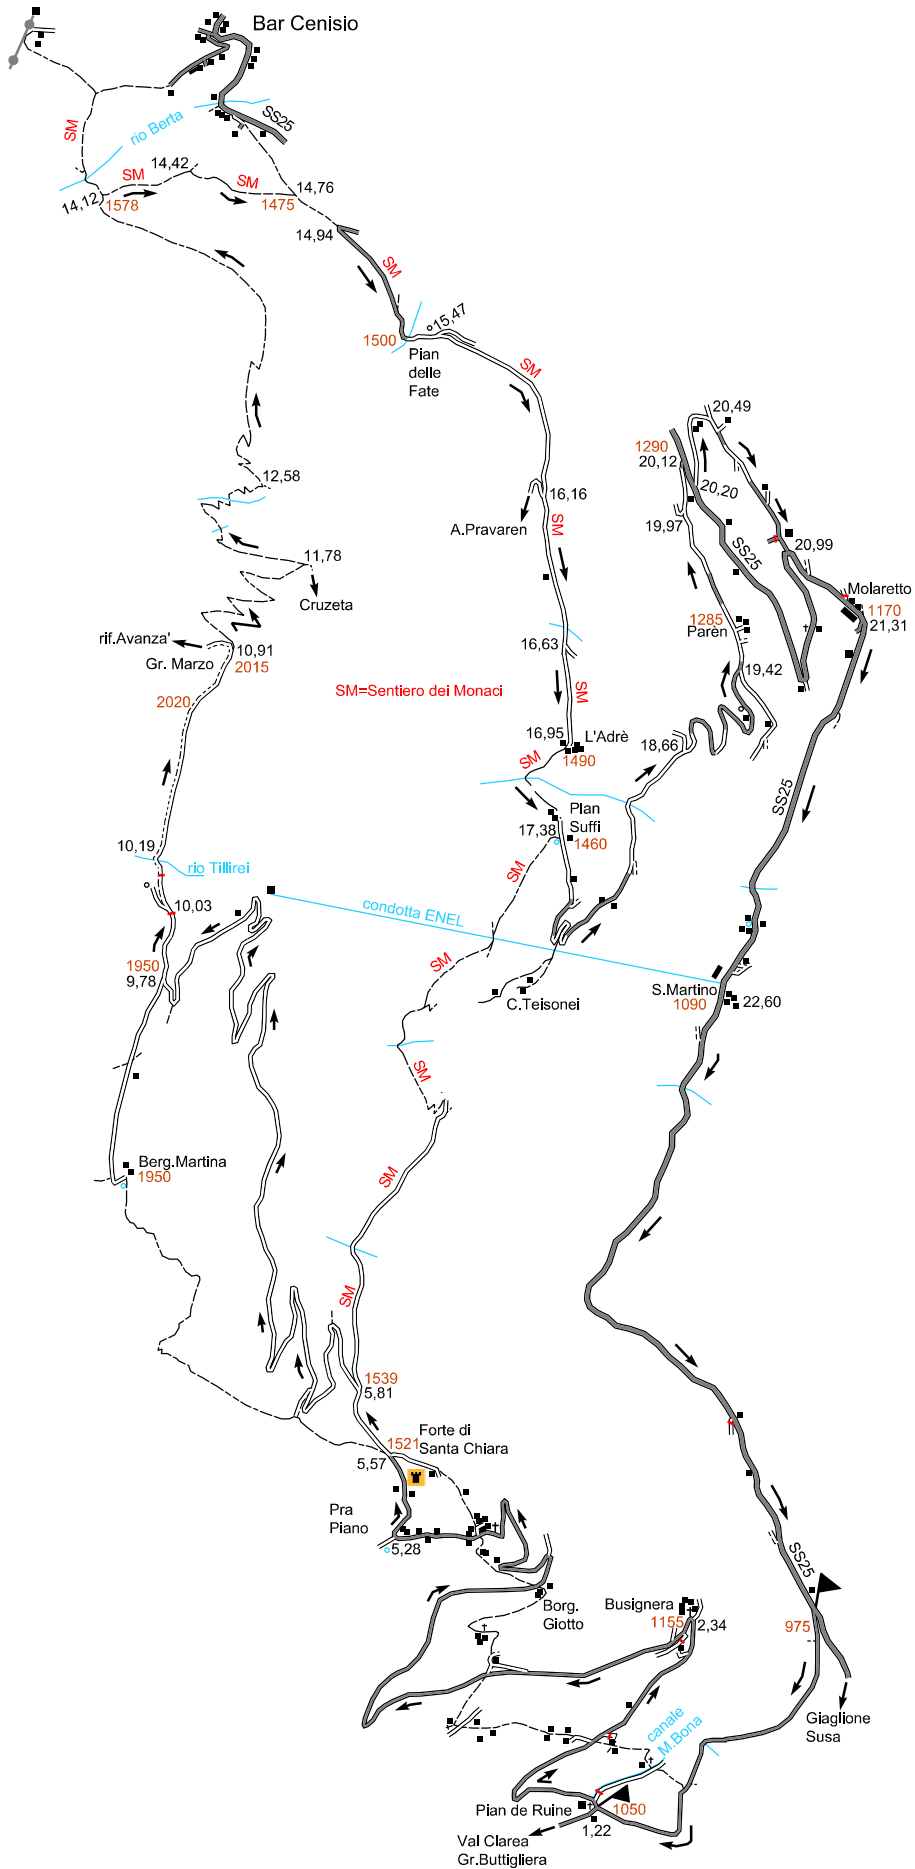 Bar Cenisio
SS25
SM
rio Berta
14,42
SM
SM
14,76
14,12
1578
1475
14,94
SM
15,47
1500
Pian
delle
Fate
SM
20,49
1290
20,12
20,20
12,58
16,16
SM
A.Pravaren
19,97
SS25
20,99
11,78
Cruzeta
Molaretto
1170
21,31
1285
Parèn
rif.Avanza'
10,91
Gr. Marzo
2015
16,63
19,42
SM
SM=Sentiero dei Monaci
2020
16,95
L'Adrè
1490
18,66
SM
SS25
Plan
Suffi
17,38
1460
10,19
rio Tillirei
SM
condotta ENEL
10,03
1950
9,78
SM
S.Martino
1090
22,60
C.Teisonei
SM
Berg.Martina
1950
SM
SM
1539
5,81
Forte di
1521
Santa Chiara
5,57
Pra
Piano
5,28
SS25
Borg.
Giotto
Busignera
1155
2,34
975
Giaglione
Susa
canale
M.Bona
Pian de Ruine
1050
1,22
Val Clarea
Gr.Buttigliera